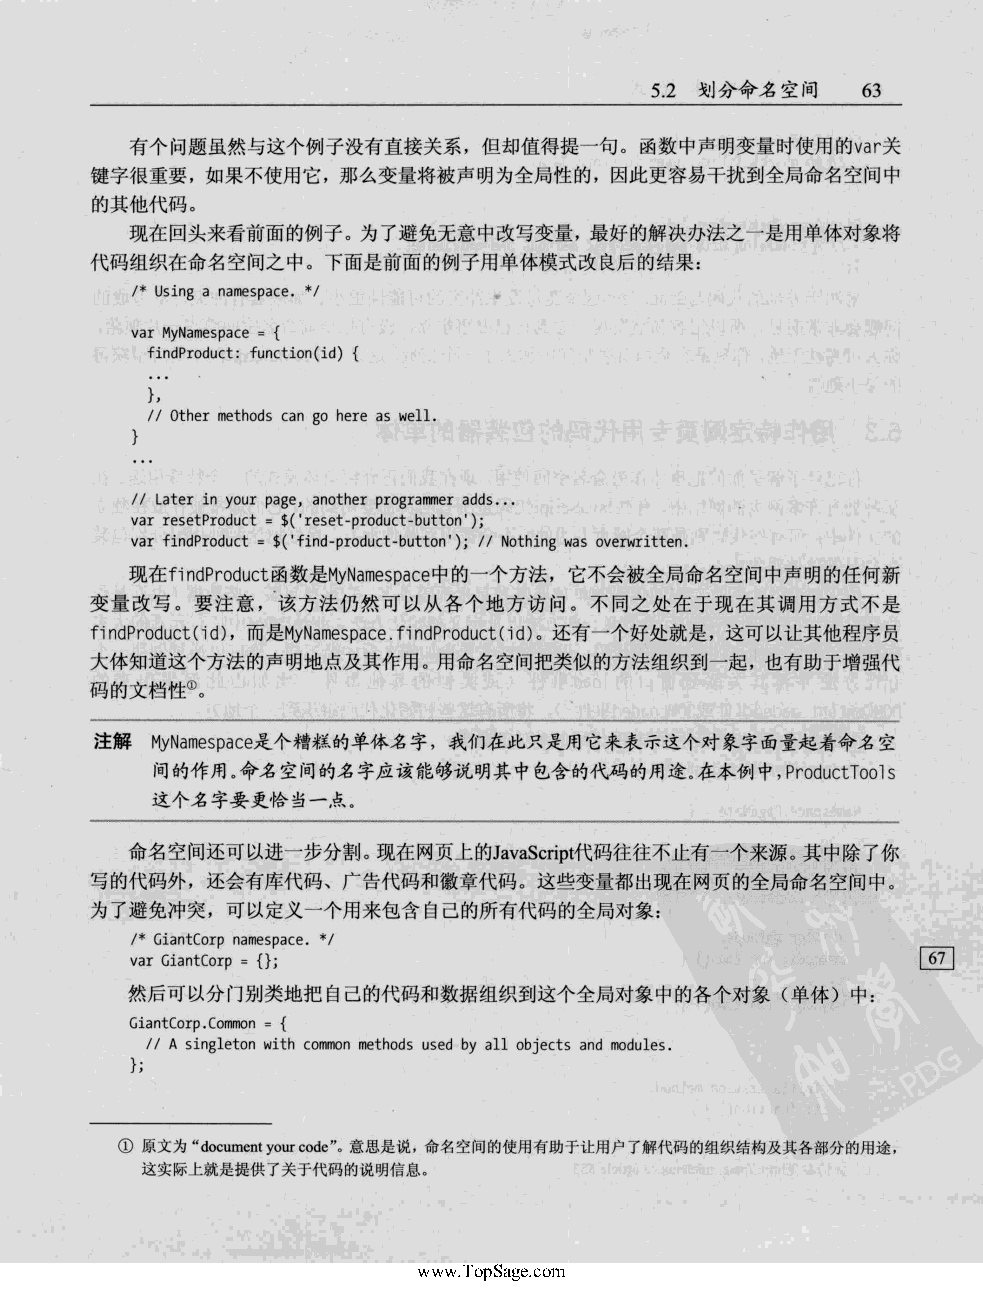 5.2 划分命名空间 63
有个问题虽然与这个例子没有直接关系，但却值得提一句。函数中声明变量时使用的var关
键字很重要，如果不使用它，那么变量将被声明为全局性的，因此更容易干扰到全局命名空间中
的其他代码。
现在回头来看前面的例子。为了避免无意中改写变量，最好的解决办法之一是用单体对象将
代码组织在命名空间之中。下面是前面的例子用单体模式改良后的结果：
/* Using a namespace. */
var MyNamespace = {
findProduct: function(id) {
...
},
// Other methods can go here as well.
}
...
// Later in your page, another programmer adds...
var resetProduct = $('reset-product-button');
var findProduct = $('find-product-button'); // Nothing was overwritten.
现在findProduct函数是MyNamespace中的一个方法，它不会被全局命名空间中声明的任何新
变量改写。要注意，该方法仍然可以从各个地方访问。不同之处在于现在其调用方式不是
findProduct(id)，而是MyNamespace.findProduct(id)。还有一个好处就是，这可以让其他程序员
大体知道这个方法的声明地点及其作用。用命名空间把类似的方法组织到一起，也有助于增强代
码的文档性①。
注解 MyNamespace是个糟糕的单体名字，我们在此只是用它来表示这个对象字面量起着命名空
间的作用。命名空间的名字应该能够说明其中包含的代码的用途。在本例中，ProductTools
这个名字要更恰当一点。
命名空间还可以进一步分割。现在网页上的JavaScript代码往往不止有一个来源。其中除了你
写的代码外，还会有库代码、广告代码和徽章代码。这些变量都出现在网页的全局命名空间中。
为了避免冲突，可以定义一个用来包含自己的所有代码的全局对象：
/* GiantCorp namespace. */
var GiantCorp = {};
67
然后可以分门别类地把自己的代码和数据组织到这个全局对象中的各个对象（单体）中：
GiantCorp.Common = {
// A singleton with common methods used by all objects and modules.
};
PDG
① 原文为“document your code”。意思是说，命名空间的使用有助于让用户了解代码的组织结构及其各部分的用途，
这实际上就是提供了关于代码的说明信息。
www.TopSage.com